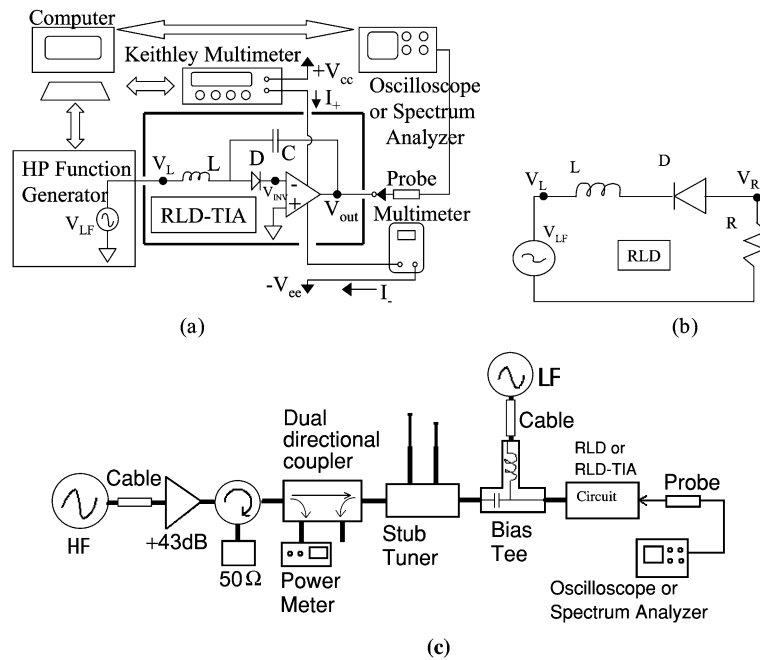 Computer
Keithley Multimeter
+Vcc
I+
Oscilloscope
or Spectrum
Analyzer
HP Function
Generator
VLF
VL
L
D
C
VINV
-
+
Vout
RLD-TIA
Probe
Multimeter
-Vee
I-
(a)
VL
L
D
VR
VLF
R
RLD
(b)
LF
Cable
Dual
directional
coupler
RLD or
RLD-TIA
Cable
Circuit
Probe
HF
+43dB
50Ω
Power
Meter
Stub
Tuner
Bias
Tee
Oscilloscope or
Spectrum Analyzer
(c)